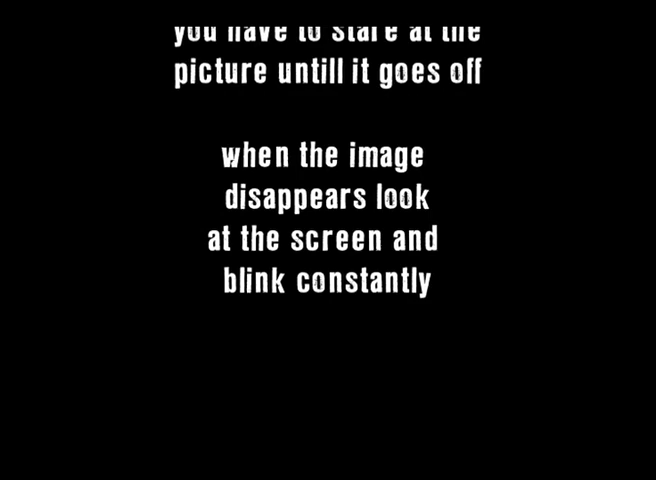 you have to stare at the
picture untill it goes off
when the image
disappears look
at the screen and
blink constantly